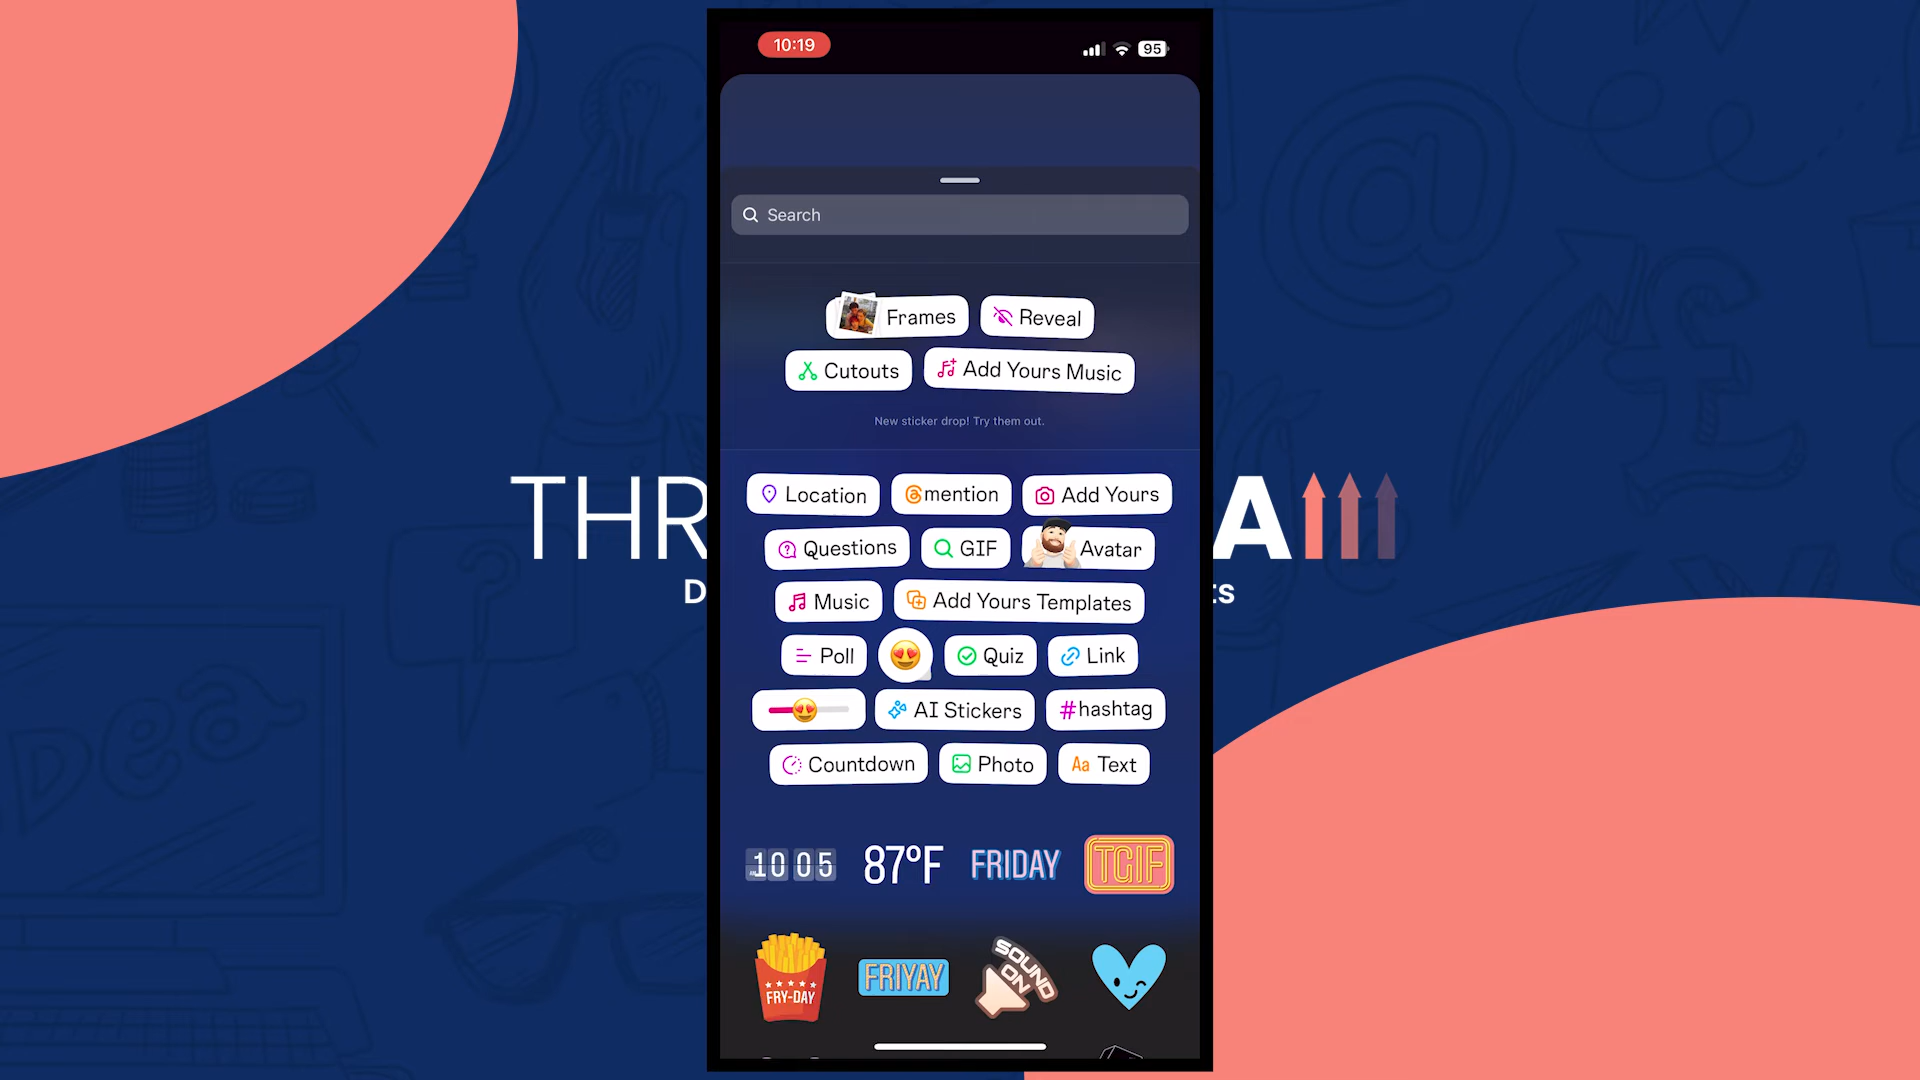 10:19
95
Search
Frames
Reveal
Cutouts
Add Yours Music
New sticker drop! Try them out.
Location
mention
Add Yours
Questions
GIF
Avatar
Music
Add Yours Templates
Poll
Quiz
Link
AI Stickers
#hashtag
Countdown
Photo
Aa Text
10 05
87°F
FRIDAY
TGIF
FRY-DAY
FRIYAY
SOUND ON
THR
A
D
ts
@
£
Idea